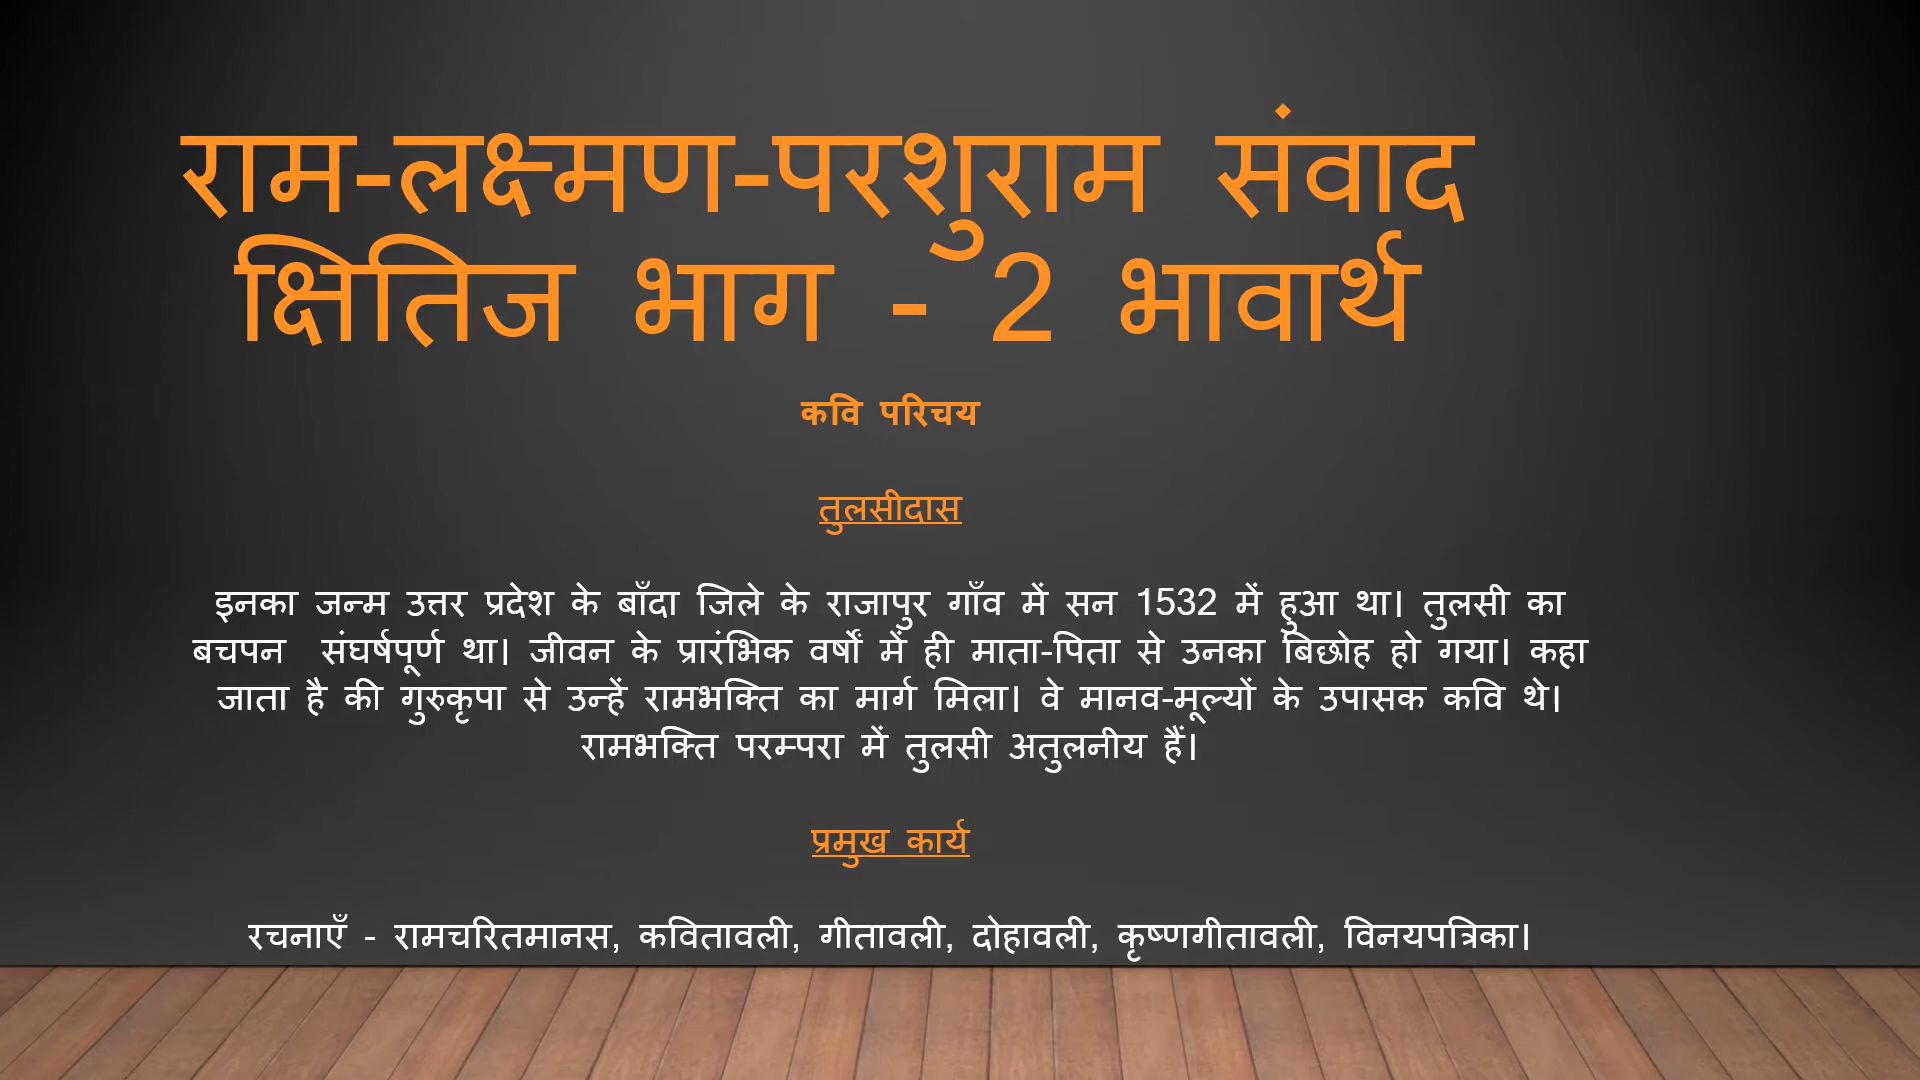 राम-लक्ष्मण-परशुराम संवाद
क्षितिज भाग - 2 भावार्थ
कवि परिचय
तुलसीदास
इनका जन्म उत्तर प्रदेश के बाँदा जिले के राजापुर गाँव में सन 1532 में हुआ था। तुलसी का
बचपन संघर्षपूर्ण था। जीवन के प्रारंभिक वर्षों में ही माता-पिता से उनका बिछोह हो गया। कहा
जाता है की गुरुकृपा से उन्हें रामभक्ति का मार्ग मिला। वे मानव-मूल्यों के उपासक कवि थे।
रामभक्ति परम्परा में तुलसी अतुलनीय हैं।
प्रमुख कार्य
रचनाएँ - रामचरितमानस, कवितावली, गीतावली, दोहावली, कृष्णगीतावली, विनयपत्रिका।